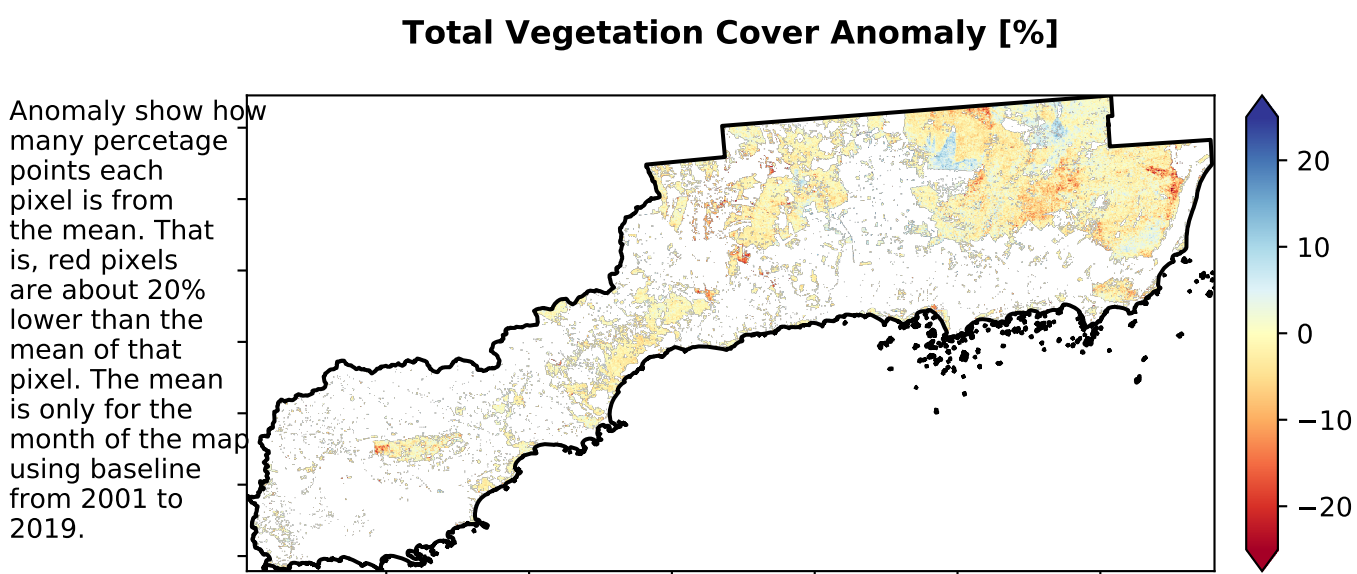 Total Vegetation Cover Anomaly [%]
Anomaly show how
many percetage
points each
pixel is from
the mean. That
is, red pixels
are about 20%
lower than the
mean of that
pixel. The mean
is only for the
month of the map
using baseline
from 2001 to
2019.
20
10
0
−10
−20